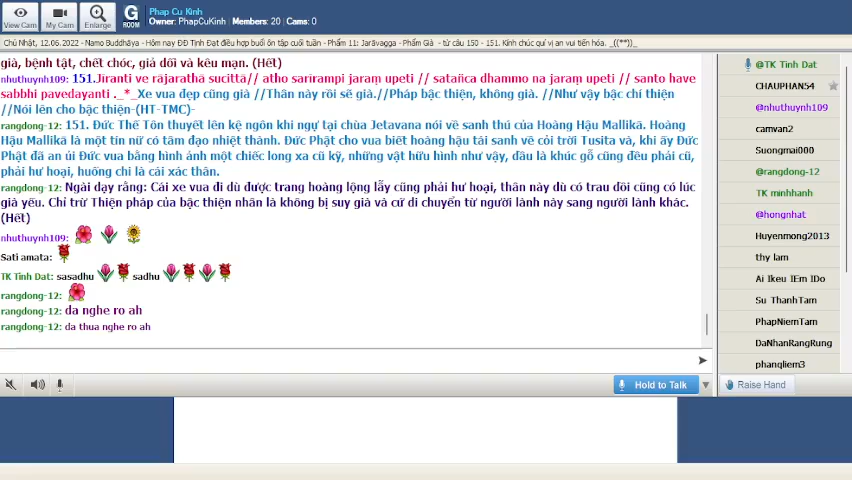 Phap Cu Kinh
Owner: PhapCuKinh Members: 20 Cams: 0
View Cam
My Cam
Enlarge
G
ROOM
Chủ Nhật, 12.06.2022 - Namo Buddhāya - Hôm nay ĐĐ Tịnh Đạt điều hợp buổi ôn tập cuối tuần - Phẩm 11: Jarāvagga - Phẩm Già - từ câu 150 - 151. Kính chúc quí vị an vui tiến hóa. _((**))_
già, bệnh tật, chết chóc, giả dối và kêu mạn. (Hết)
nhuthuynh109: 151.Jiranti ve rājarathā sucittā// atho sarīrampi jaraṃ upeti // satañca dhammo na jaraṃ upeti // santo have
sabbhi pavedayanti ._*_Xe vua đẹp cũng già //Thân này rồi sẽ già.//Pháp bậc thiện, không già. //Như vậy bậc chí thiện
//Nói lên cho bậc thiện-(HT-TMC)-
rangdong-12: 151. Đức Thế Tôn thuyết lên kệ ngôn khi ngự tại chùa Jetavana nói về sanh thú của Hoàng Hậu Mallikā. Hoàng
Hậu Mallikā là một tín nữ có tâm đạo nhiệt thành. Đức Phật cho vua biết hoàng hậu tái sanh về cõi trời Tusita và, khi ấy Đức
Phật đã an úi Đức vua bằng hình ảnh một chiếc long xa cũ kỹ, những vật hữu hình như vậy, đâu là khúc gỗ cũng đều phải cũ,
phải hư hoại, huống chi là cái xác thân.
rangdong-12: Ngài dạy rằng: Cái xe vua đi dù được trang hoàng lộng lẫy cũng phải hư hoại, thân này dù có trau dồi cũng có lúc
già yếu. Chỉ trừ Thiện pháp của bậc thiện nhân là không bị suy già và cứ di chuyển từ người lành này sang người lành khác.
(Hết)
nhuthuynh109:
Sati amata:
TK Tinh Dat: sasadhu sadhu
rangdong-12:
rangdong-12: da nghe ro ah
rangdong-12: da thua nghe ro ah
Hold to Talk
@TK Tinh Dat
CHAUPHAN54
@nhuthuynh109
camvan2
Suongmai000
@rangdong-12
TK minhhanh
@hongnhat
Huyenmong2013
thy lam
Ai Ikeu IEm IDo
Su ThanhTam
PhapNiemTam
DaNhanRangRung
phanqliem3
Raise Hand